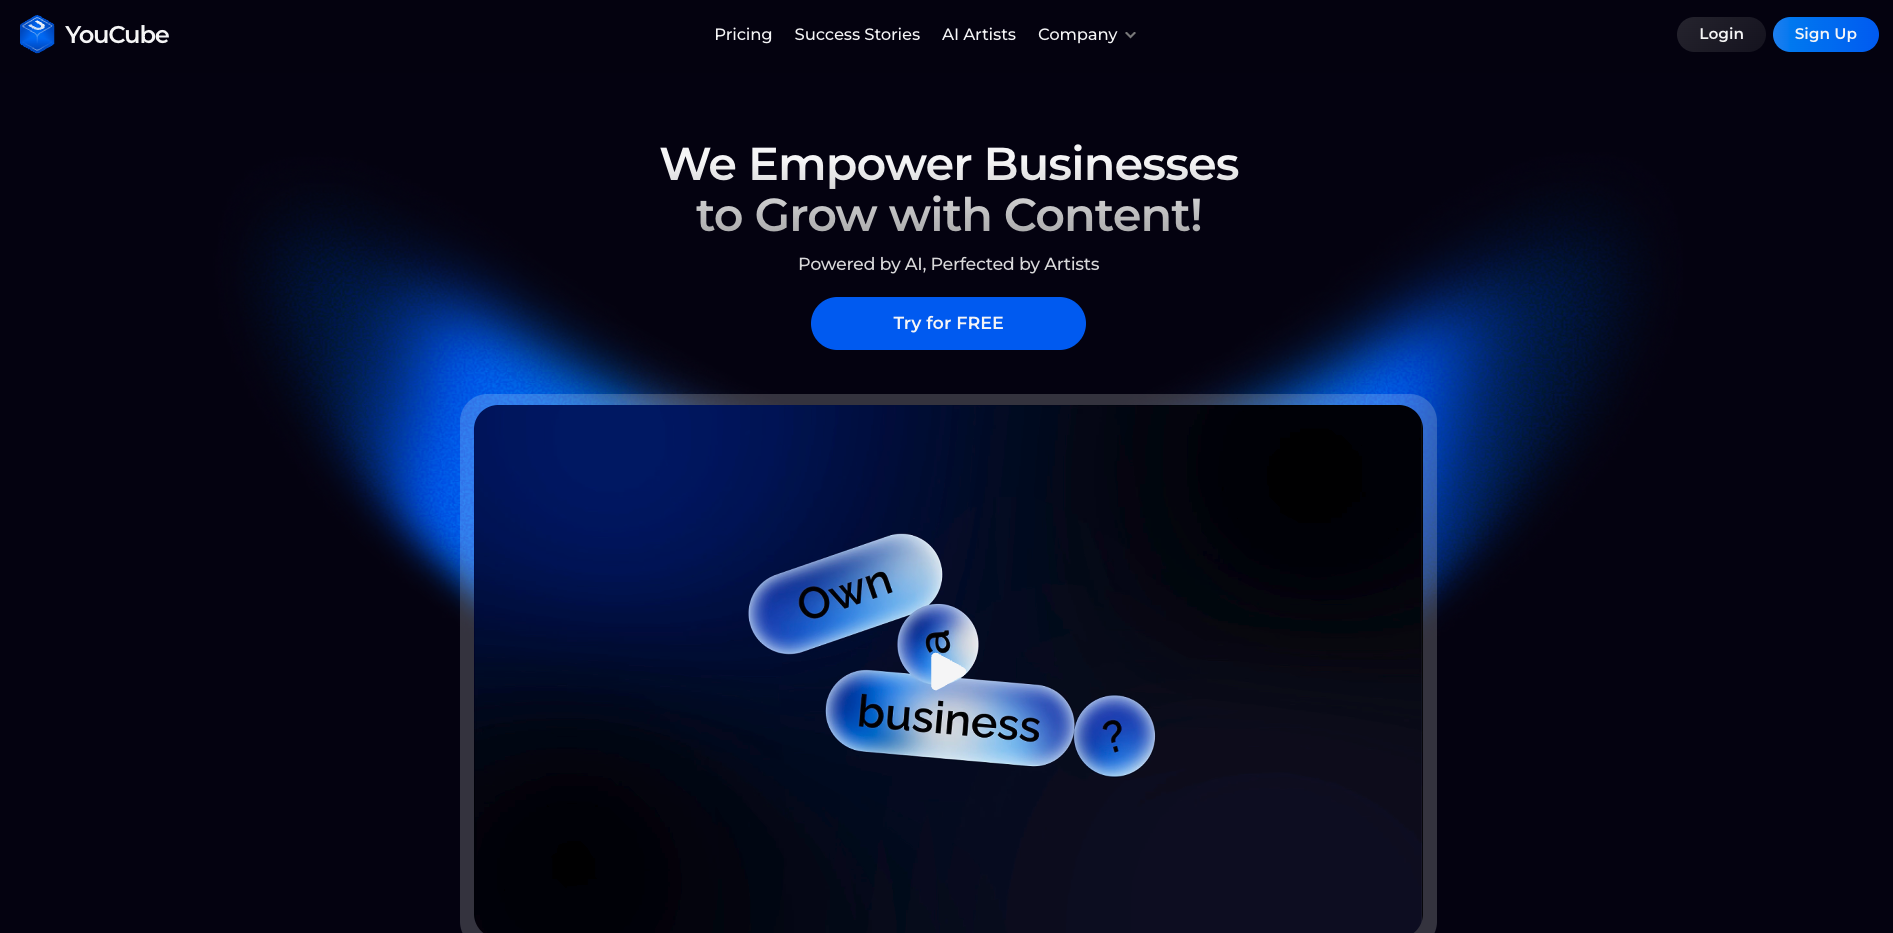 YouCube
Pricing
Success Stories
AI Artists
Company
Login
Sign Up
We Empower Businesses
to Grow with Content!
Powered by AI, Perfected by Artists
Try for FREE
Own
a
business
?